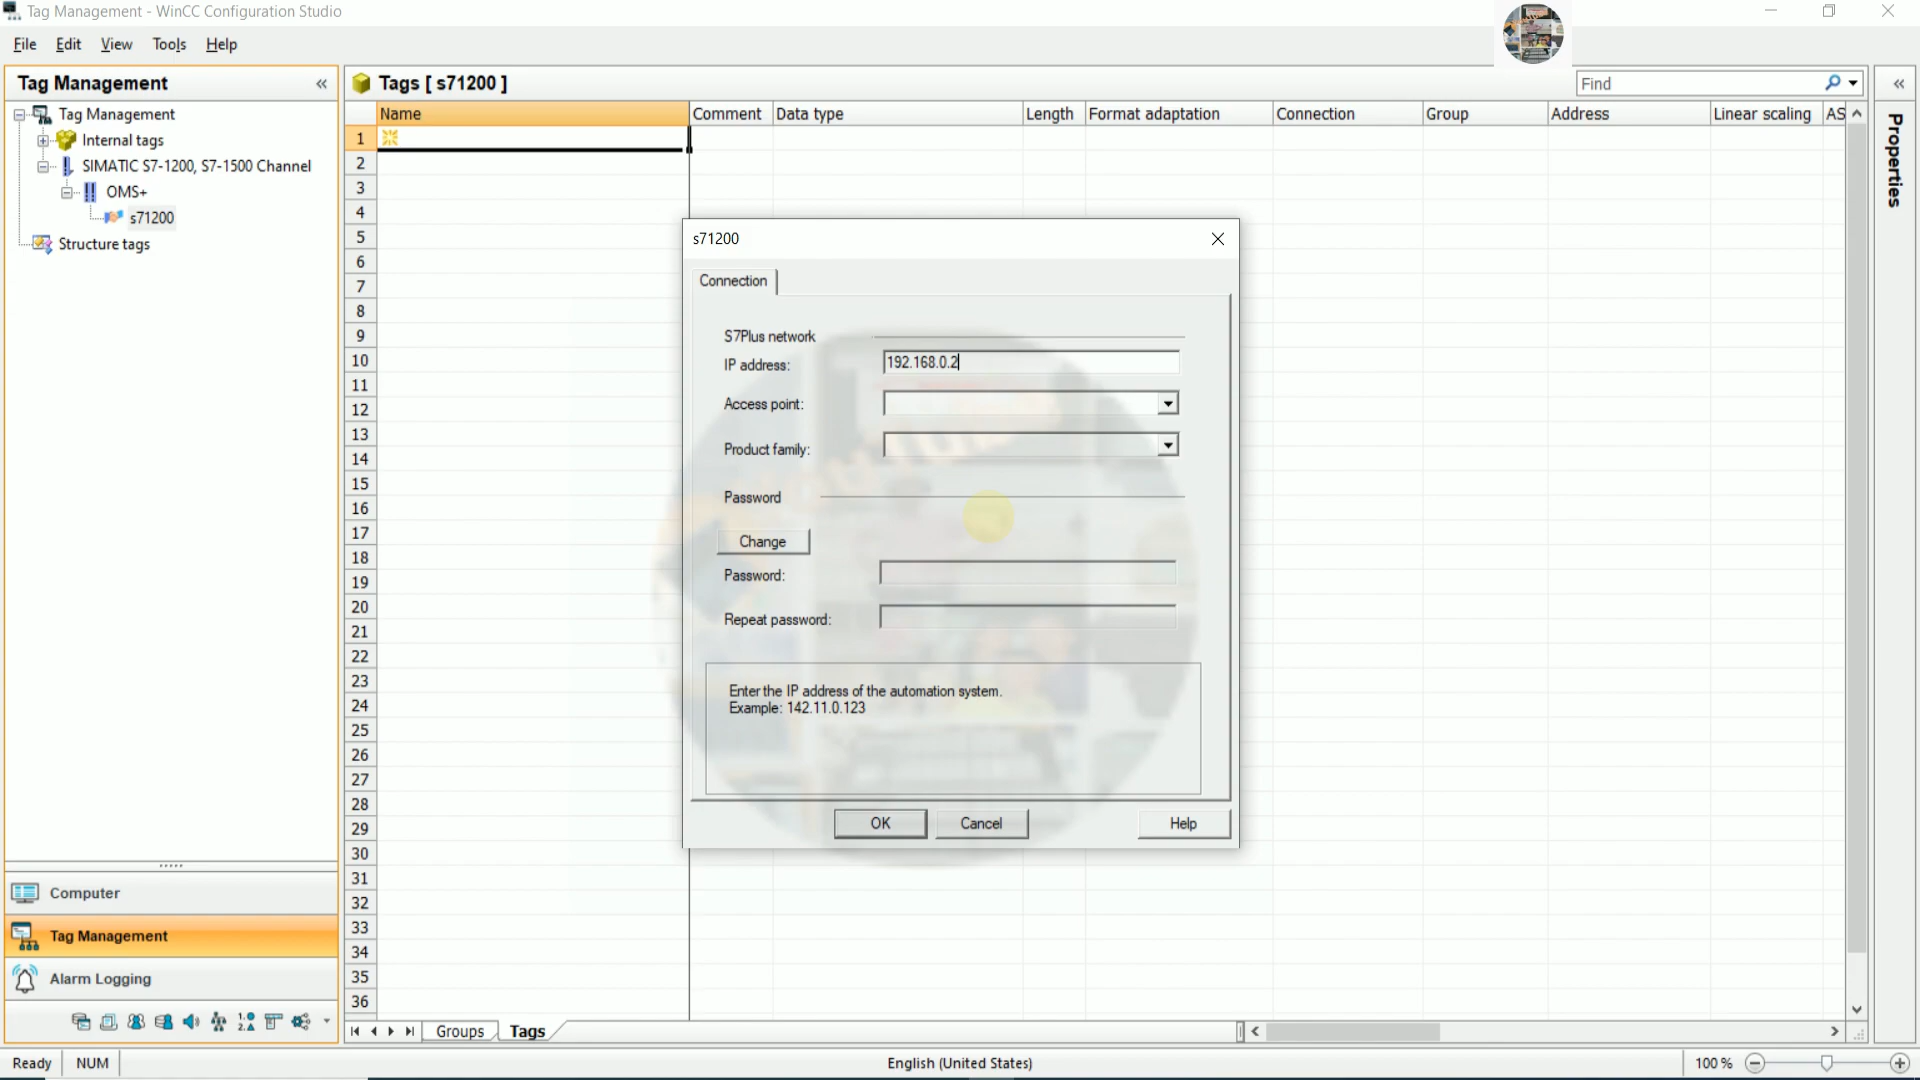 Tag Management - WinCC Configuration Studio
File Edit View Tools Help
Tag Management «
Tags [ s71200 ]
Find
«
Tag Management
Internal tags
SIMATIC S7-1200, S7-1500 Channel
OMS+
s71200
Structure tags
Name Comment Data type Length Format adaptation Connection Group Address Linear scaling AS
Properties
1
2
3
4
5
6
7
8
9
10
11
12
13
14
15
16
17
18
19
20
21
22
23
24
25
26
27
28
29
30
31
32
33
34
35
36
s71200
Connection
S7Plus network
IP address: 192.168.0.2
Access point:
Product family:
Password
Change
Password:
Repeat password:
Enter the IP address of the automation system.
Example: 142.11.0.123
OK Cancel Help
Computer
Tag Management
Alarm Logging
Groups Tags
Ready NUM English (United States) 100 %